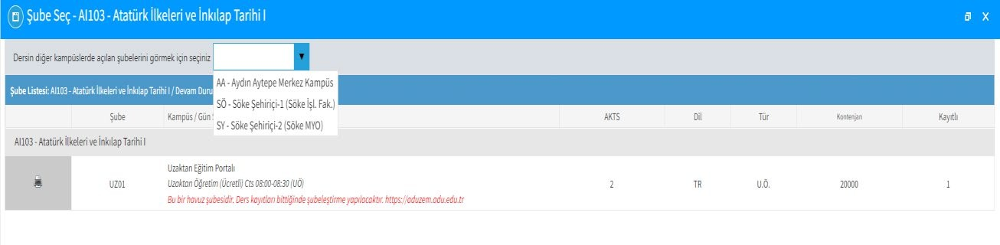 Şube Seç - AI103 - Atatürk İlkeleri ve İnkılap Tarihi I
X
Dersin diğer kampüslerde açılan şubelerini görmek için seçiniz
AA - Aydın Aytepe Merkez Kampüs
SÖ - Söke Şehiriçi-1 (Söke İşl. Fak.)
SY - Söke Şehiriçi-2 (Söke MYO)
Şube Listesi: AI103 - Atatürk İlkeleri ve İnkılap Tarihi I / Devam Duru
Şube Kampüs / Gün AKTS Dil Tür Kontenjan Kayıtlı
AI103 - Atatürk İlkeleri ve İnkılap Tarihi I
Uzaktan Eğitim Portalı
UZ01 Uzaktan Öğretim (Ücretli) Cts 08:00-08:30 (UÖ) 2 TR U.Ö. 20000 1
Bu bir havuz şubesidir. Ders kayıtları bittiğinde şubeleştirme yapılacaktır. https://aduzem.adu.edu.tr